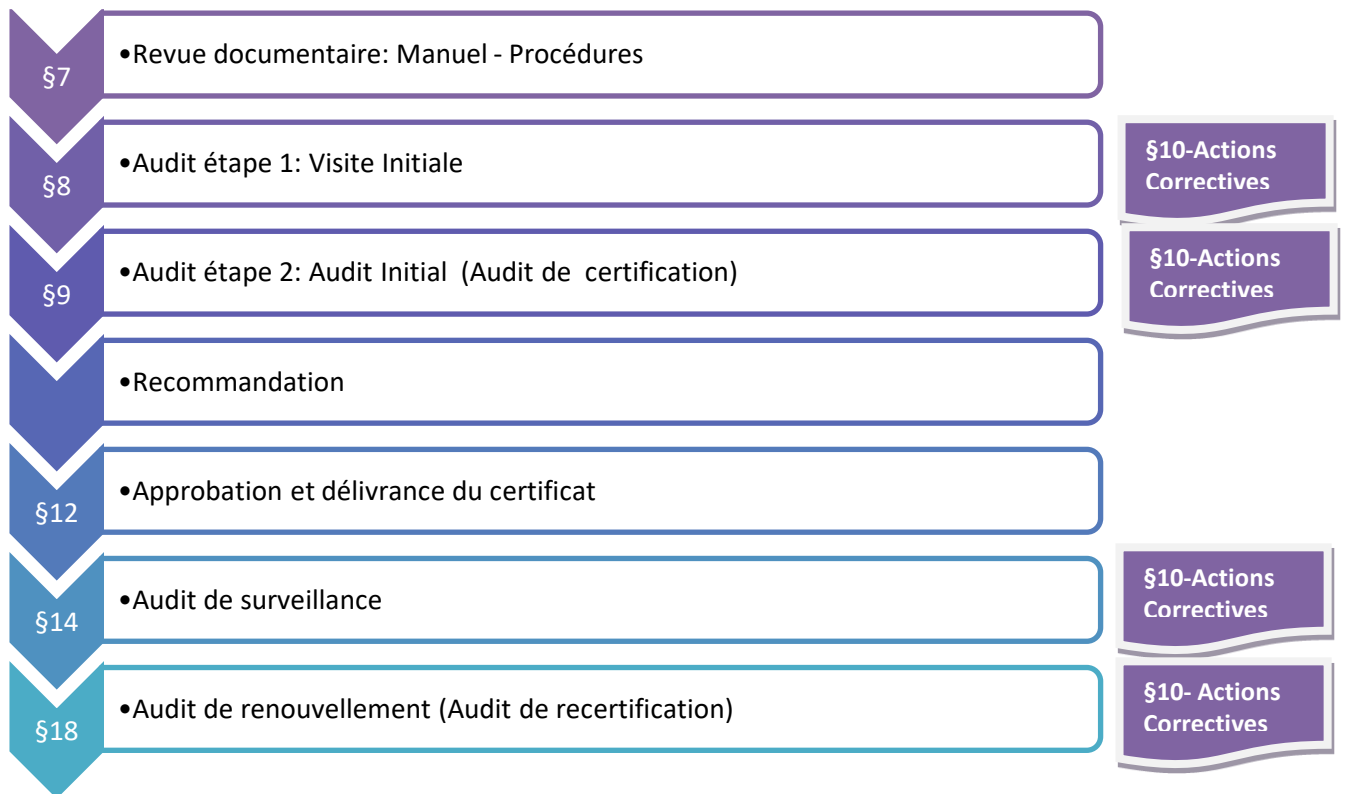 §7
•Revue documentaire: Manuel - Procédures
§8
•Audit étape 1: Visite Initiale
§10-Actions
Correctives
§9
•Audit étape 2: Audit Initial (Audit de certification)
§10-Actions
Correctives
•Recommandation
§12
•Approbation et délivrance du certificat
§14
•Audit de surveillance
§10-Actions
Correctives
§18
•Audit de renouvellement (Audit de recertification)
§10- Actions
Correctives